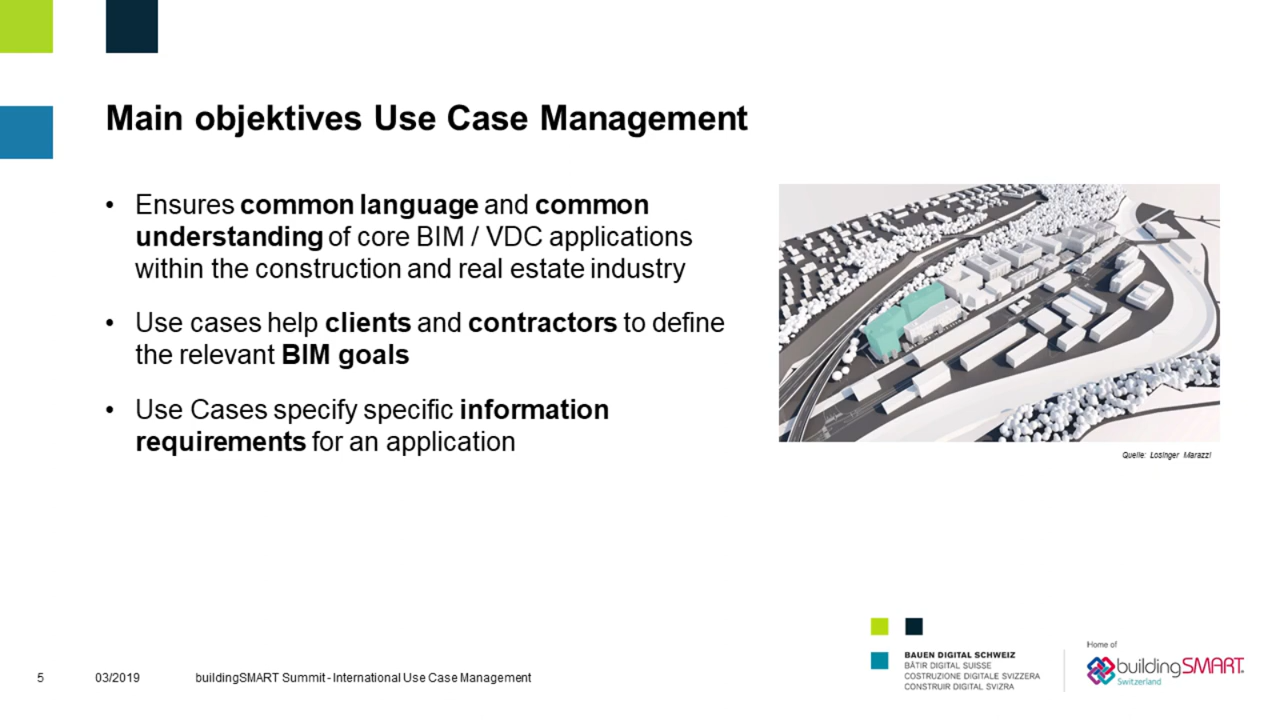 Main objektives Use Case Management
• Ensures common language and common
understanding of core BIM / VDC applications
within the construction and real estate industry
• Use cases help clients and contractors to define
the relevant BIM goals
• Use Cases specify specific information
requirements for an application
Quelle: Losinger Marazzi
BAUEN DIGITAL SCHWEIZ
BÂTIR DIGITAL SUISSE
COSTRUZIONE DIGITALE SVIZZERA
CONSTRUIR DIGITAL SVIZRA
Home of
buildingSMART.
Switzerland
5 03/2019 buildingSMART Summit - International Use Case Management